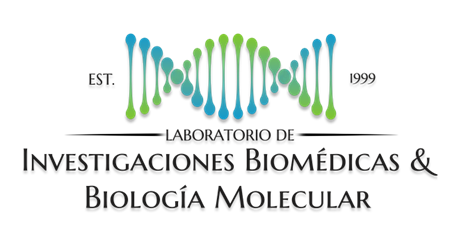 EST. 1999
LABORATORIO DE
INVESTIGACIONES BIOMÉDICAS &
BIOLOGÍA MOLECULAR